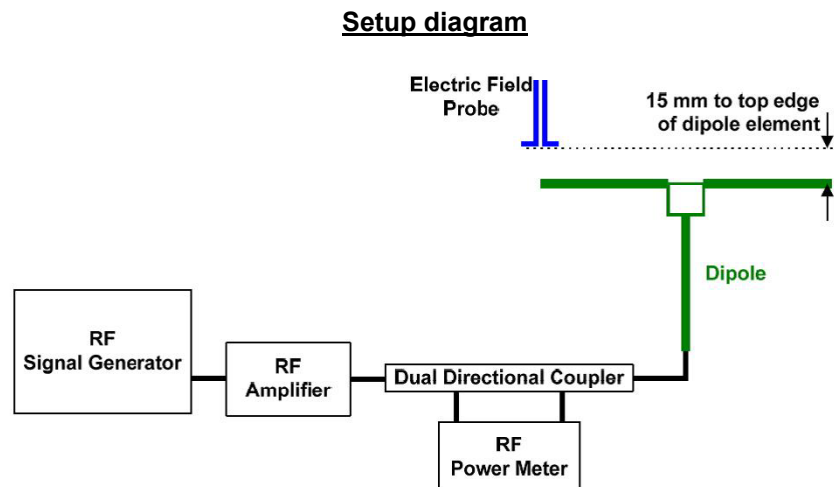 Setup diagram
Electric Field
Probe
15 mm to top edge
of dipole element
Dipole
RF
Signal Generator
RF
Amplifier
Dual Directional Coupler
RF
Power Meter